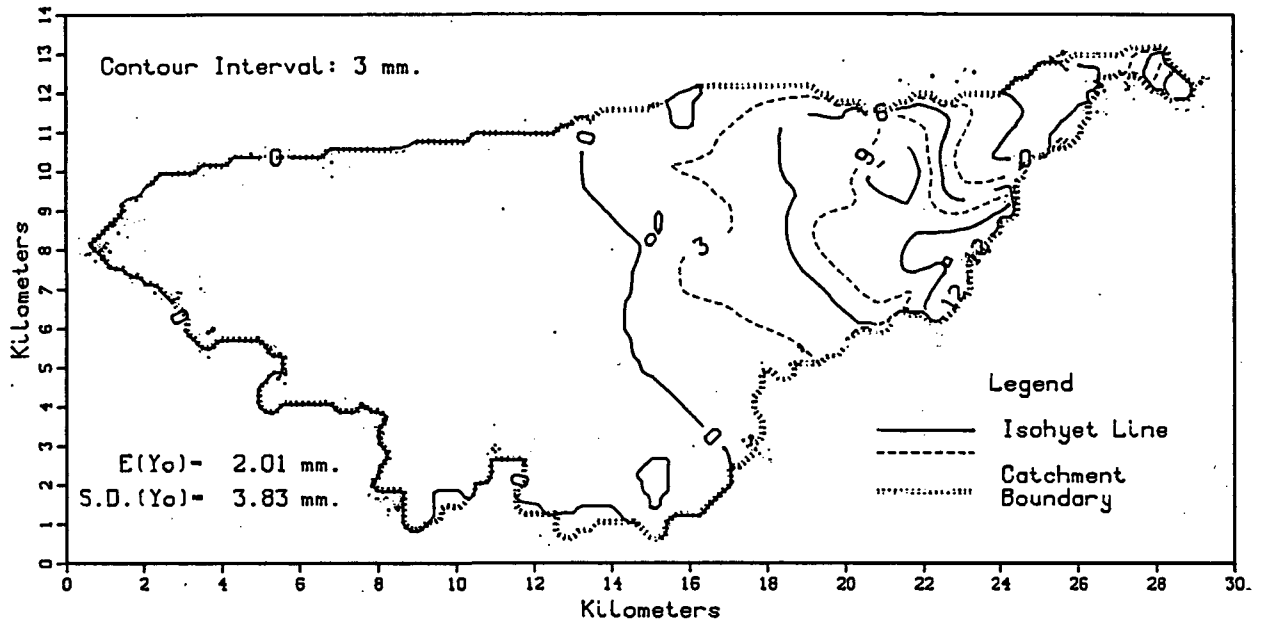 14
13
12
11
10
9
8
7
6
5
4
3
2
1
0
Kilometers
Contour Interval: 3 mm.
0
0
0
0
3
9
0
12
12
0
0
E(Yo)- 2.01 mm.
S.D.(Yo)- 3.83 mm.
Legend
Isohyet Line
Catchment
Boundary
0 2 4 6 8 10 12 14 16 18 20 22 24 26 28 30
Kilometers